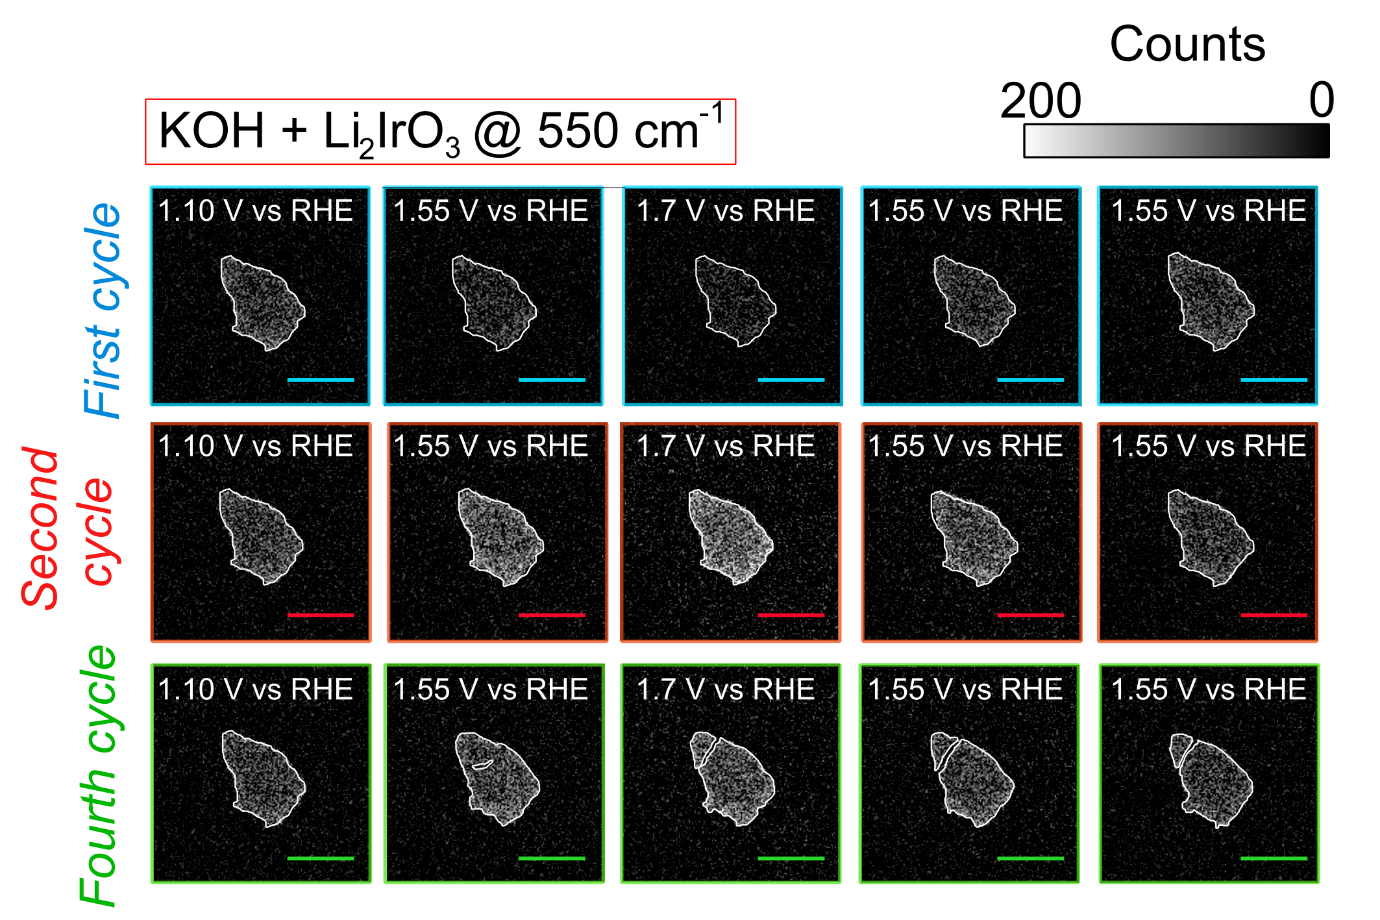 Counts
200 0
KOH + Li₂IrO₃ @ 550 cm⁻¹
First cycle
1.10 V vs RHE 1.55 V vs RHE 1.7 V vs RHE 1.55 V vs RHE 1.55 V vs RHE
Second
cycle
1.10 V vs RHE 1.55 V vs RHE 1.7 V vs RHE 1.55 V vs RHE 1.55 V vs RHE
Fourth cycle
1.10 V vs RHE 1.55 V vs RHE 1.7 V vs RHE 1.55 V vs RHE 1.55 V vs RHE